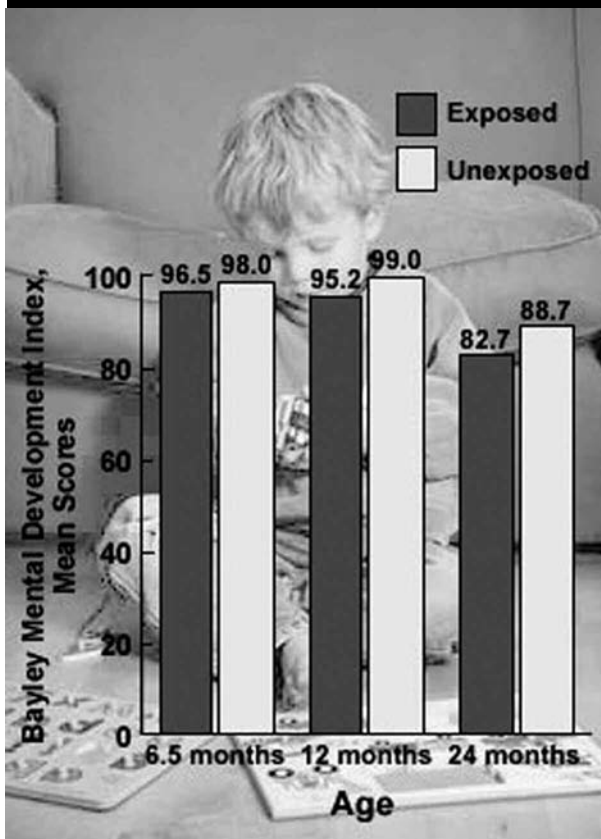 Exposed
Unexposed
Bayley Mental Development Index,
Mean Scores
100
80
60
40
20
0
96.5
98.0
95.2
99.0
82.7
88.7
6.5 months
12 months
24 months
Age